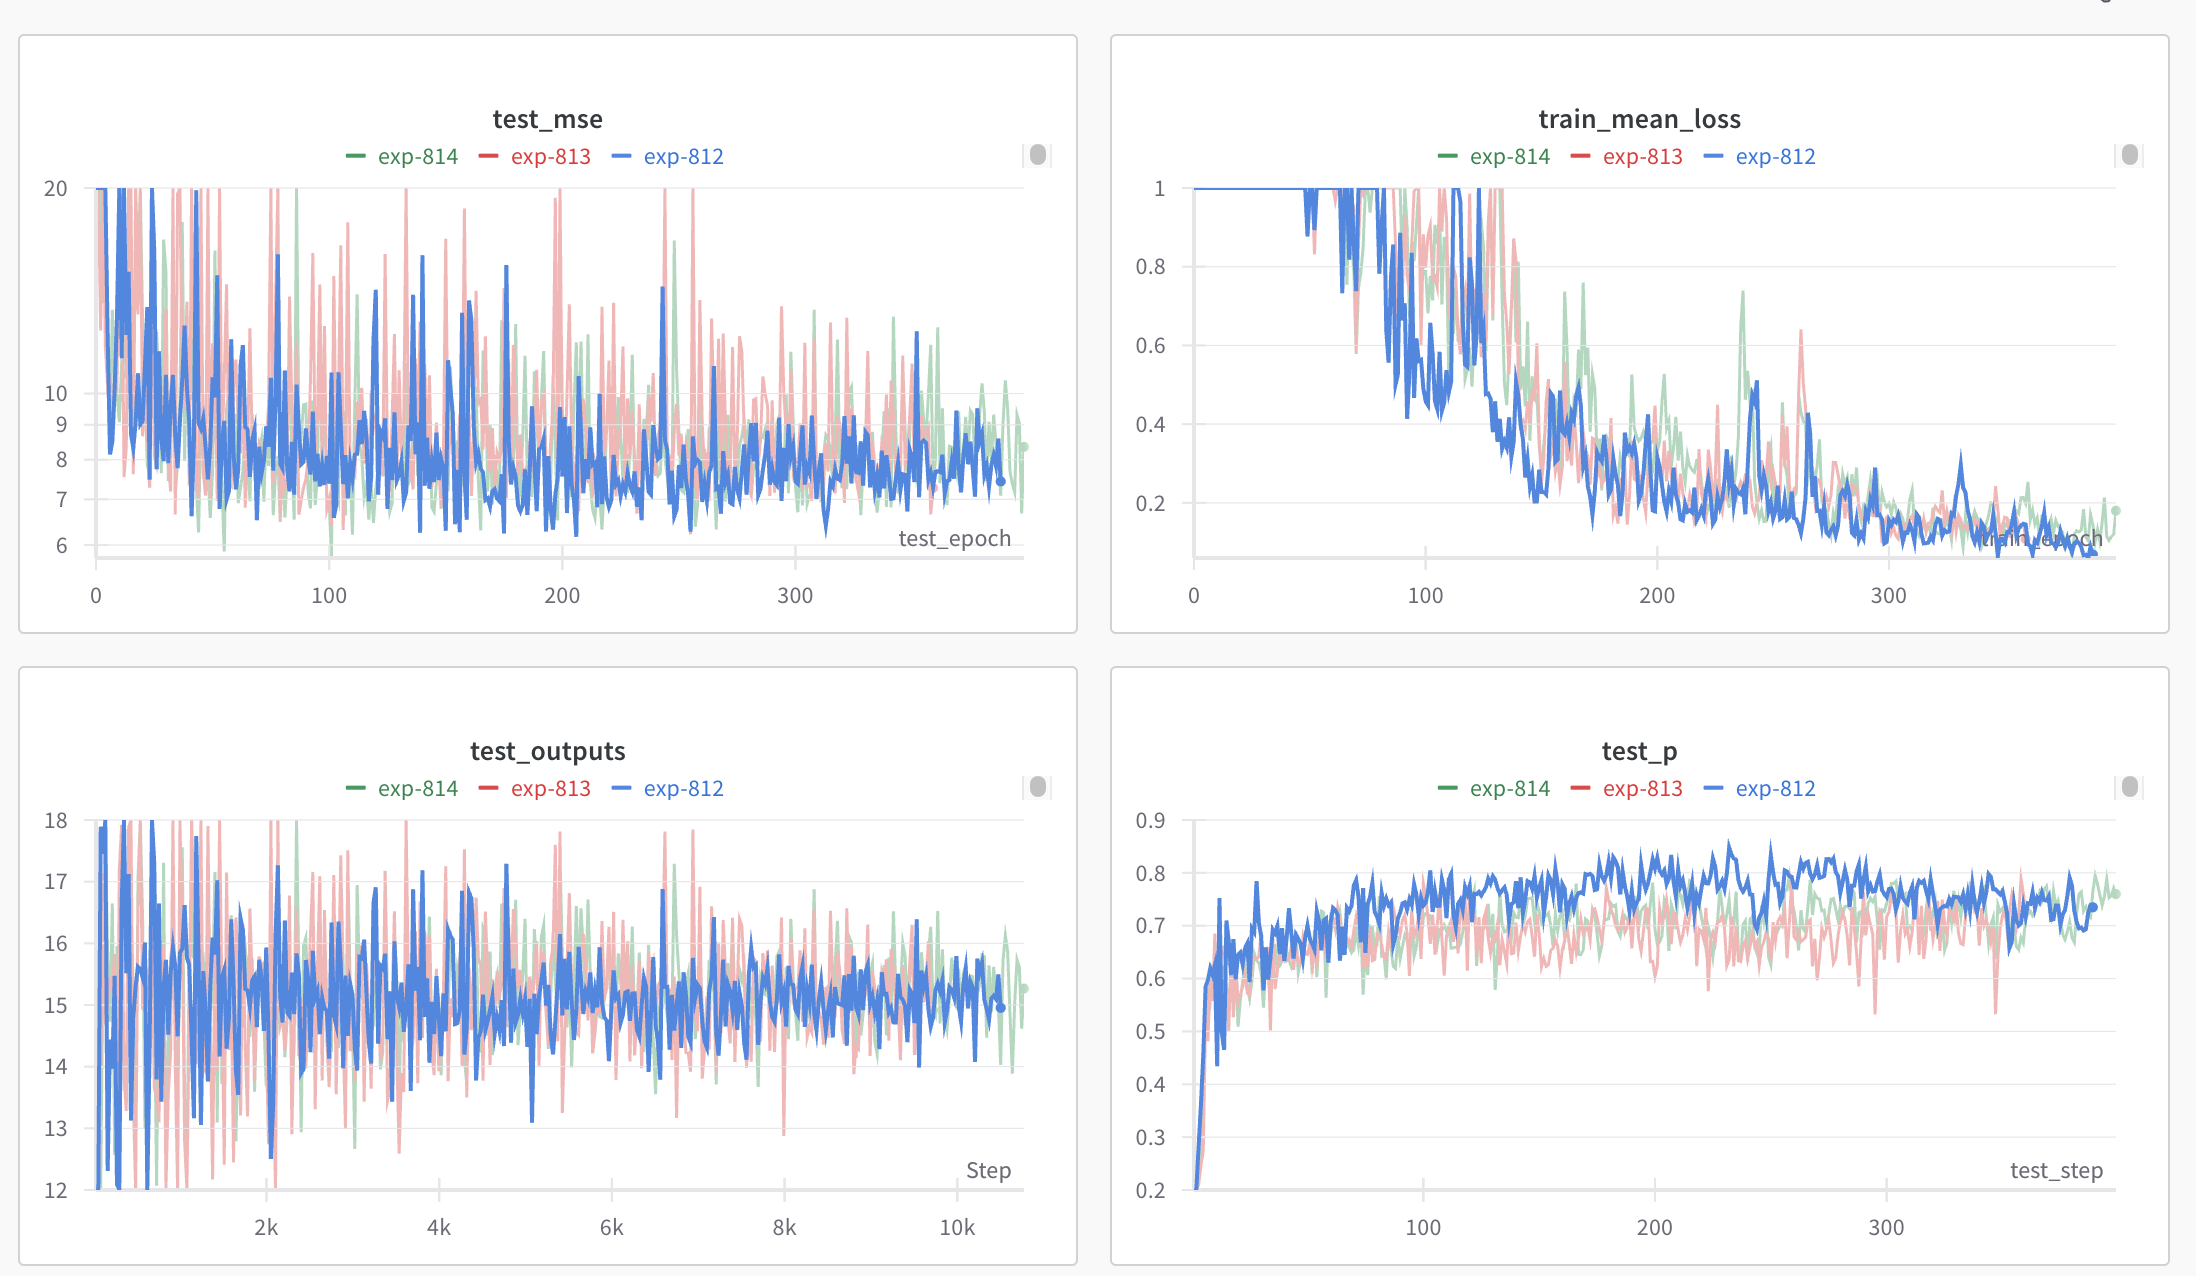 test_mse
exp-814 exp-813 exp-812
20
10
9
8
7
6
test_epoch
0 100 200 300
train_mean_loss
exp-814 exp-813 exp-812
1
0.8
0.6
0.4
0.2
train_epoch
0 100 200 300
test_outputs
exp-814 exp-813 exp-812
18
17
16
15
14
13
12
Step
2k 4k 6k 8k 10k
test_p
exp-814 exp-813 exp-812
0.9
0.8
0.7
0.6
0.5
0.4
0.3
0.2
test_step
100 200 300